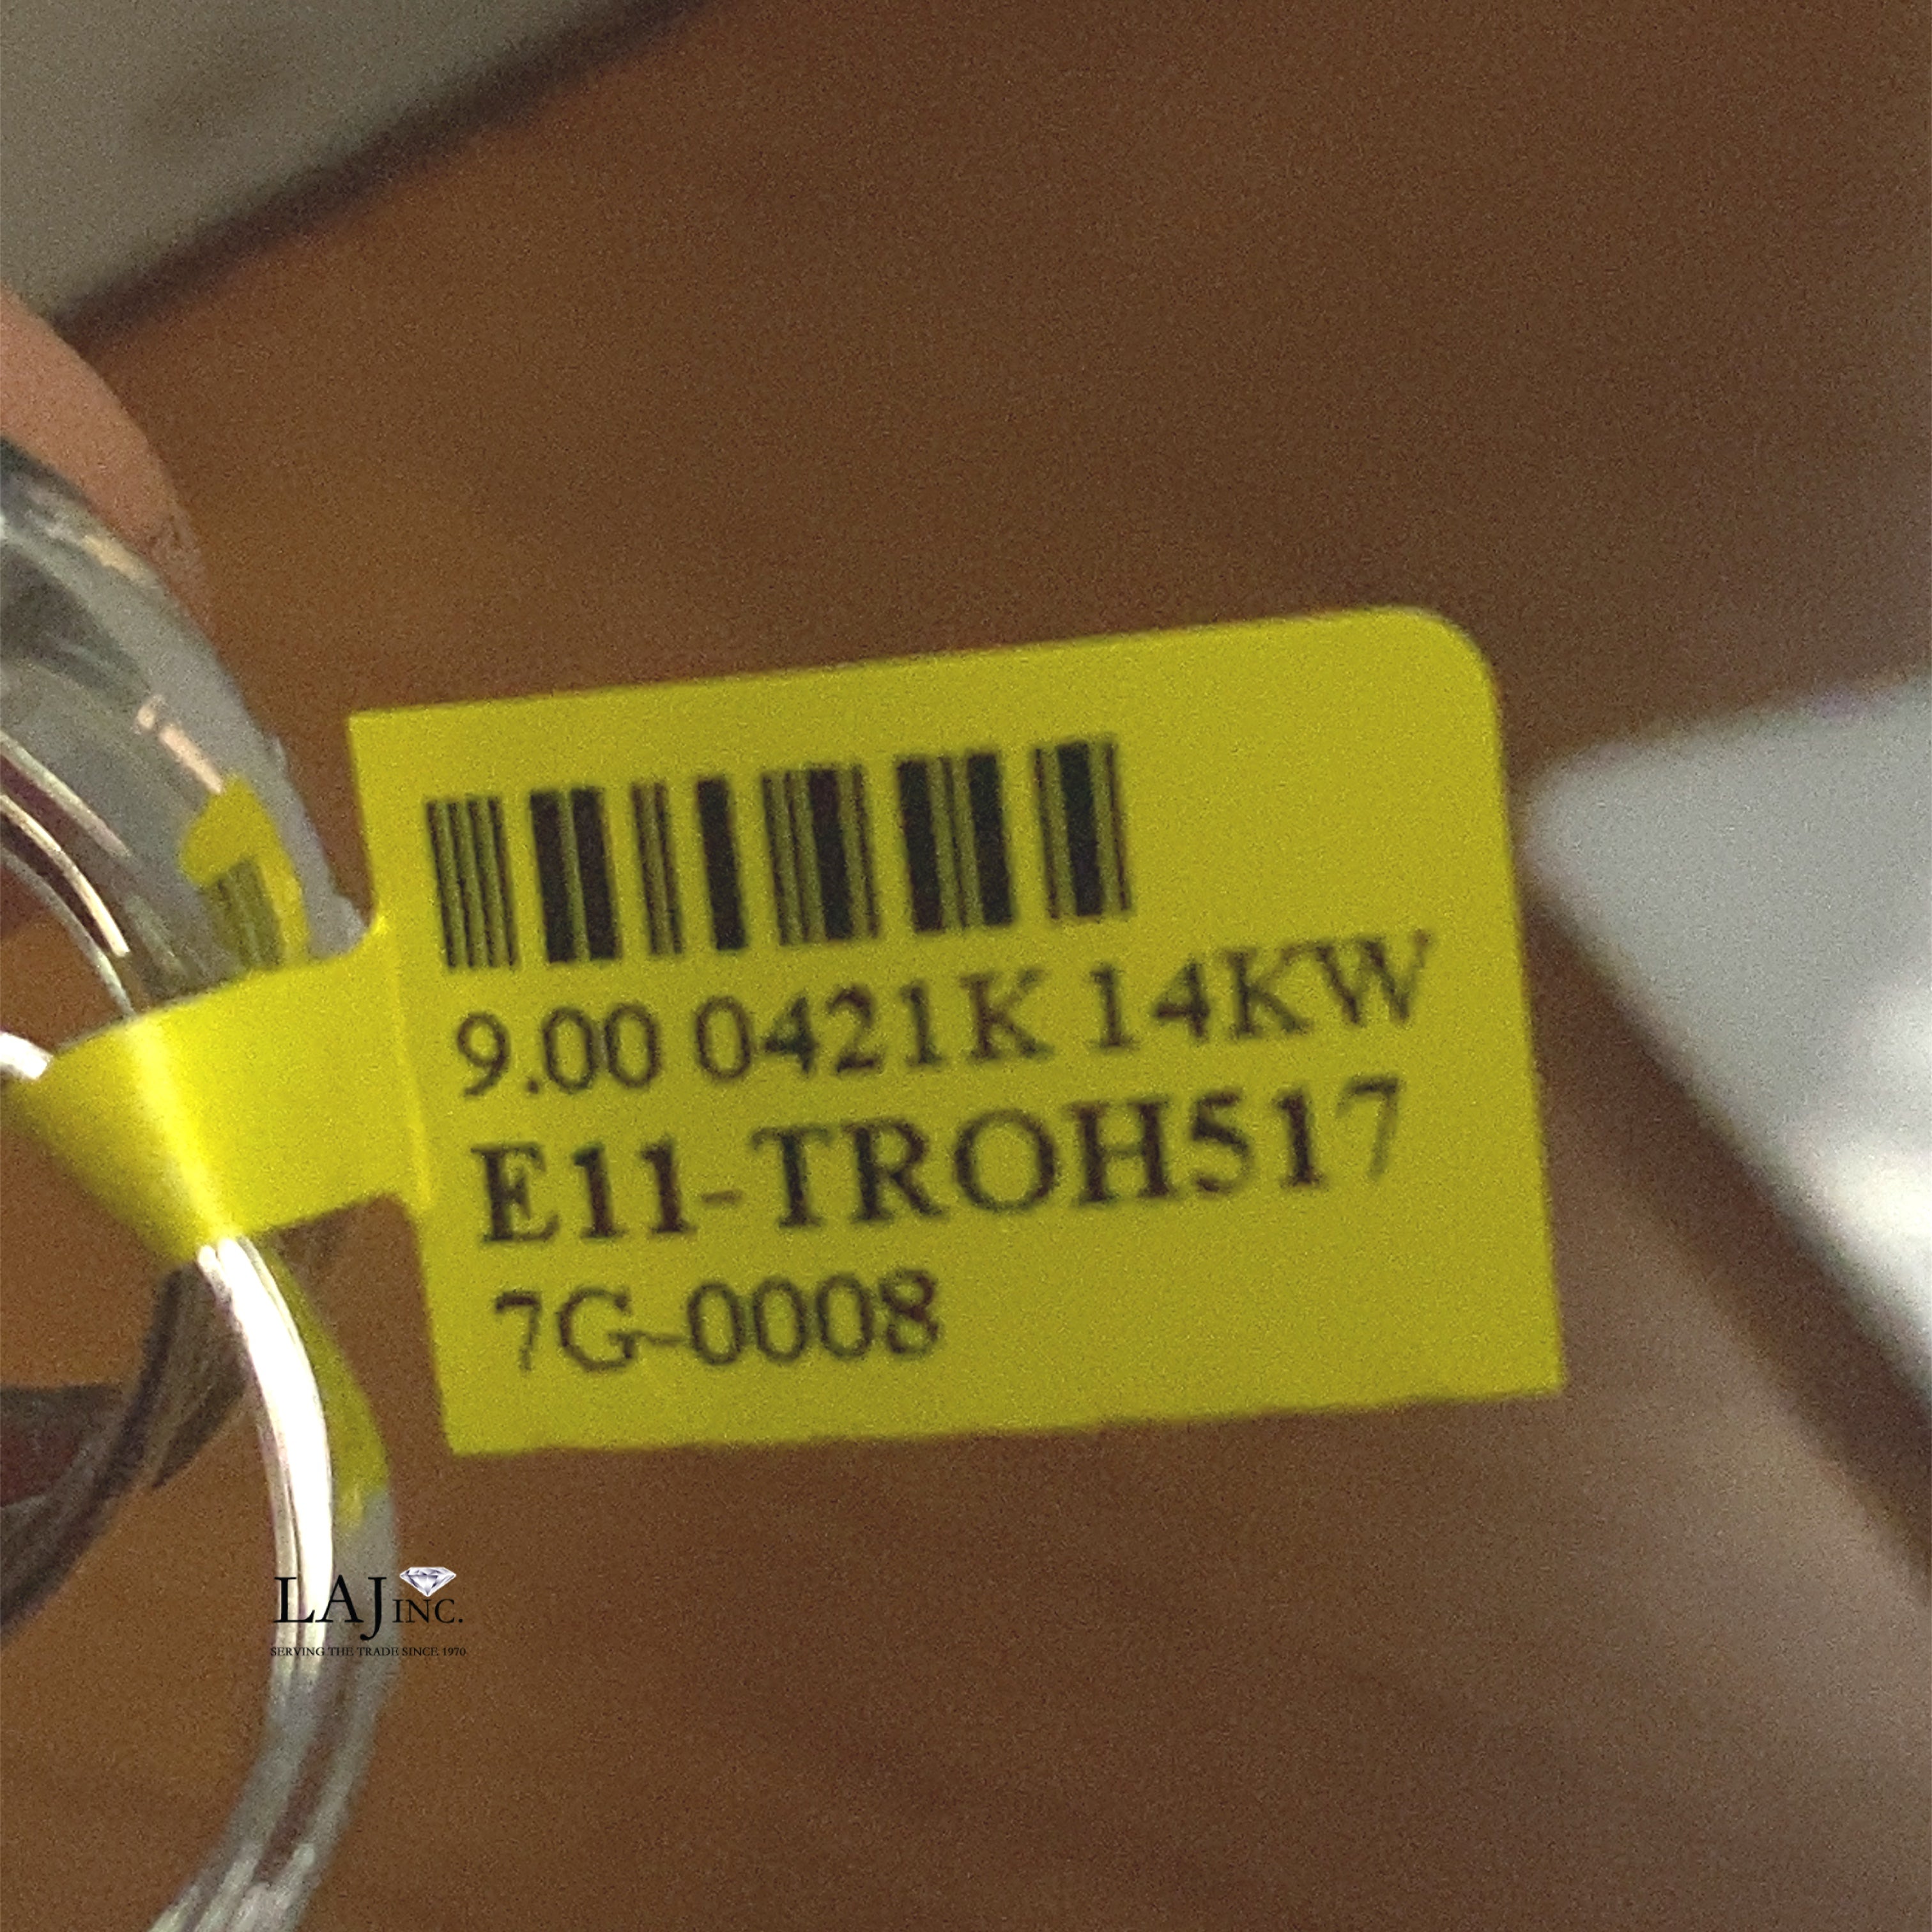 9.00 0421K 14KW
E11-TROH517
7G-0008
LAJ INC.
SERVING THE TRADE SINCE 1970